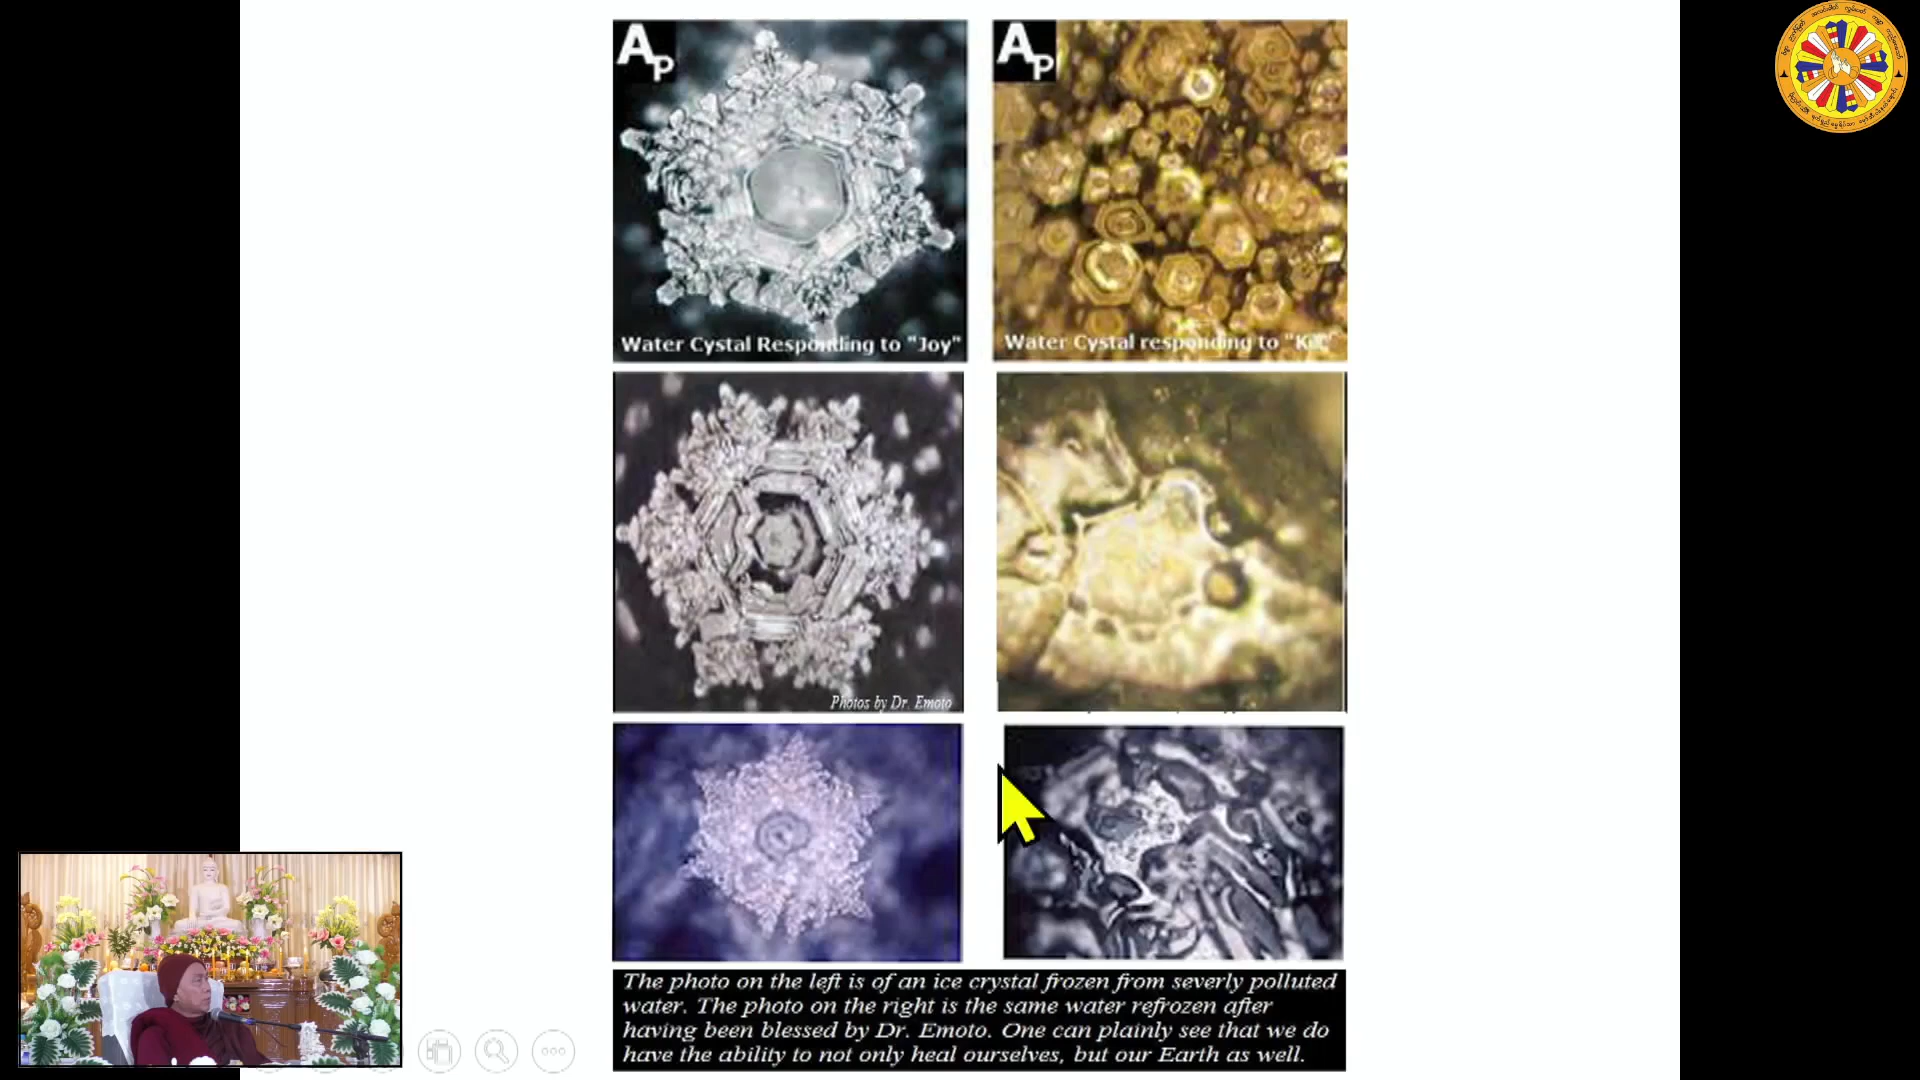 AP
AP
Water Cystal Responding to "Joy"
Water Cystal responding to
Photos by Dr. Emoto
The photo on the left is of an ice crystal frozen from severly polluted
water. The photo on the right is the same water refrozen after
having been blessed by Dr. Emoto. One can plainly see that we do
have the ability to not only heal ourselves, but our Earth as well.